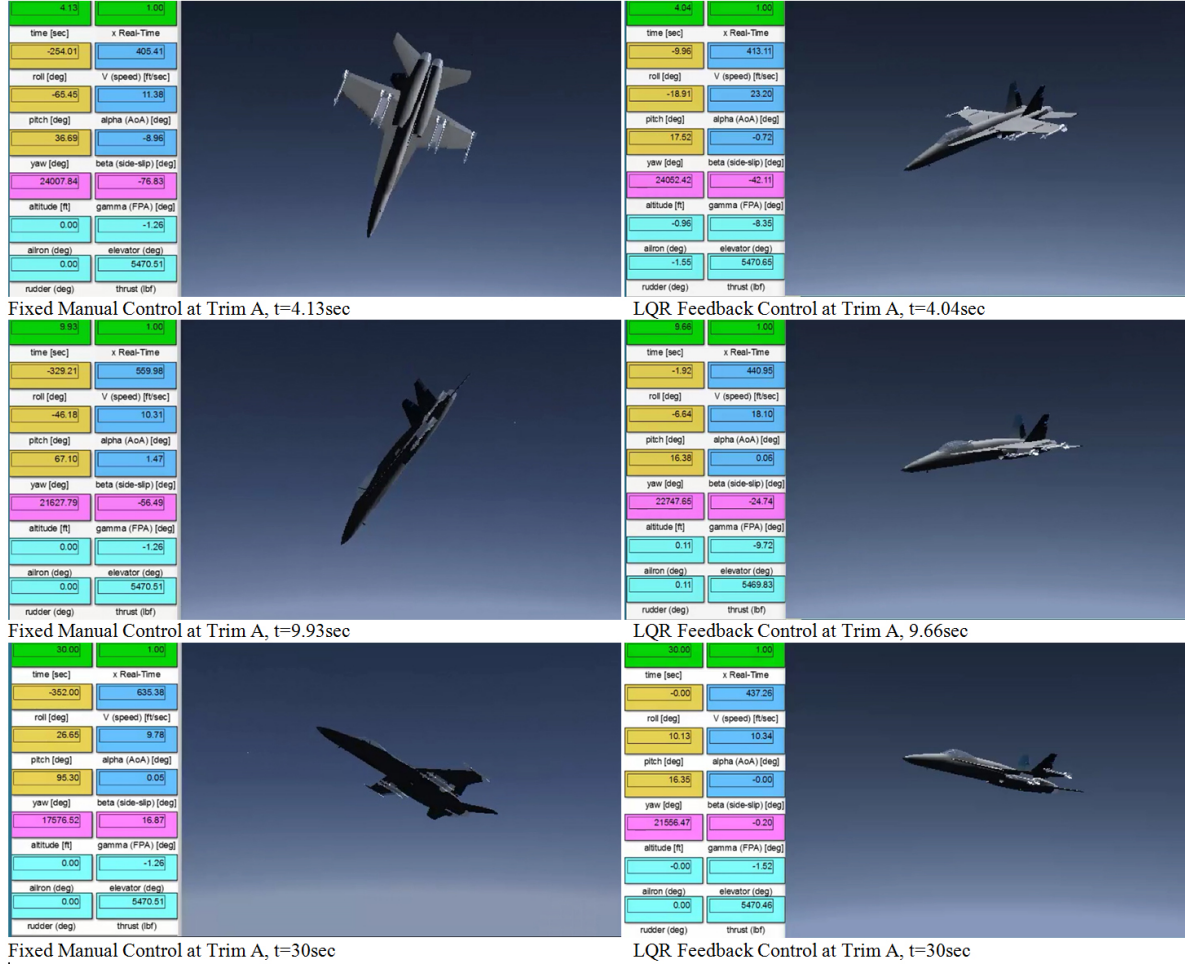 4.13 1.00
time [sec] x Real-Time
-254.01 405.41
roll [deg] V (speed) [ft/sec]
-65.45 11.38
pitch [deg] alpha (AoA) [deg]
36.69 -8.96
yaw [deg] beta (side-slip) [deg]
24007.84 -76.83
altitude [ft] gamma (FPA) [deg]
0.00 -1.26
ailron (deg) elevator (deg)
0.00 5470.51
rudder (deg) thrust (lbf)
Fixed Manual Control at Trim A, t=4.13sec
4.04 1.00
time [sec] x Real-Time
-9.96 413.11
roll [deg] V (speed) [ft/sec]
-18.91 23.20
pitch [deg] alpha (AoA) [deg]
17.52 -0.72
yaw [deg] beta (side-slip) [deg]
24052.42 -42.11
altitude [ft] gamma (FPA) [deg]
-0.96 -8.35
ailron (deg) elevator (deg)
-1.55 5470.65
rudder (deg) thrust (lbf)
LQR Feedback Control at Trim A, t=4.04sec
9.93 1.00
time [sec] x Real-Time
-329.21 559.98
roll [deg] V (speed) [ft/sec]
-46.18 10.31
pitch [deg] alpha (AoA) [deg]
67.10 1.47
yaw [deg] beta (side-slip) [deg]
21627.79 -56.49
altitude [ft] gamma (FPA) [deg]
0.00 -1.26
ailron (deg) elevator (deg)
0.00 5470.51
rudder (deg) thrust (lbf)
Fixed Manual Control at Trim A, t=9.93sec
9.66 1.00
time [sec] x Real-Time
-1.92 440.95
roll [deg] V (speed) [ft/sec]
-6.64 18.10
pitch [deg] alpha (AoA) [deg]
16.38 0.06
yaw [deg] beta (side-slip) [deg]
22747.65 -24.74
altitude [ft] gamma (FPA) [deg]
0.11 -9.72
ailron (deg) elevator (deg)
0.11 5469.83
rudder (deg) thrust (lbf)
LQR Feedback Control at Trim A, 9.66sec
30.00 1.00
time [sec] x Real-Time
-352.00 635.38
roll [deg] V (speed) [ft/sec]
26.65 9.78
pitch [deg] alpha (AoA) [deg]
95.30 0.05
yaw [deg] beta (side-slip) [deg]
17576.52 16.87
altitude [ft] gamma (FPA) [deg]
0.00 -1.26
ailron (deg) elevator (deg)
0.00 5470.51
rudder (deg) thrust (lbf)
Fixed Manual Control at Trim A, t=30sec
30.00 1.00
time [sec] x Real-Time
-0.00 437.26
roll [deg] V (speed) [ft/sec]
10.13 10.34
pitch [deg] alpha (AoA) [deg]
16.35 -0.00
yaw [deg] beta (side-slip) [deg]
21556.47 -0.20
altitude [ft] gamma (FPA) [deg]
-0.00 -1.52
ailron (deg) elevator (deg)
0.00 5470.46
rudder (deg) thrust (lbf)
LQR Feedback Control at Trim A, t=30sec